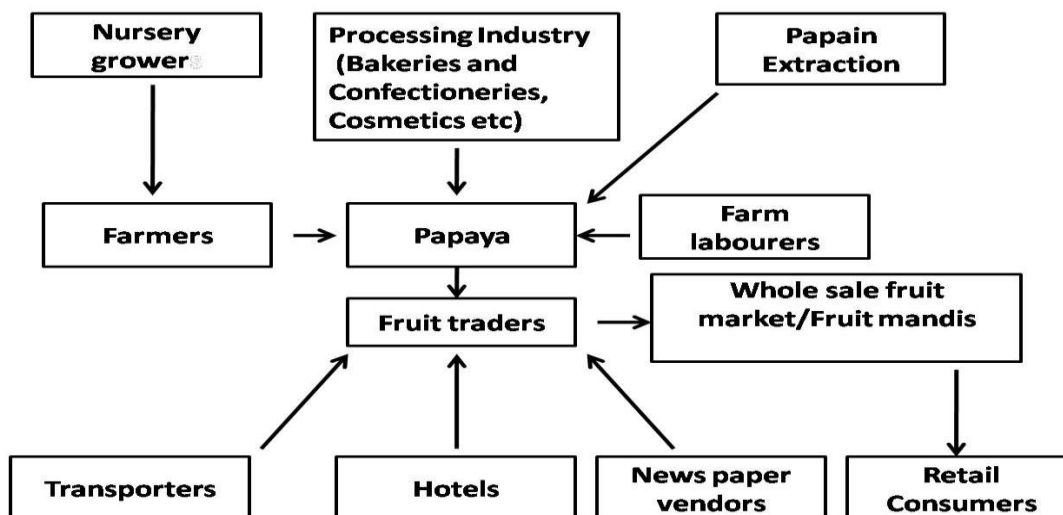 Nursery
growers
Processing Industry
(Bakeries and
Confectioneries,
Cosmetics etc)
Papain
Extraction
Farmers
Papaya
Farm
labourers
Fruit traders
Whole sale fruit
market/Fruit mandis
Transporters
Hotels
News paper
vendors
Retail
Consumers